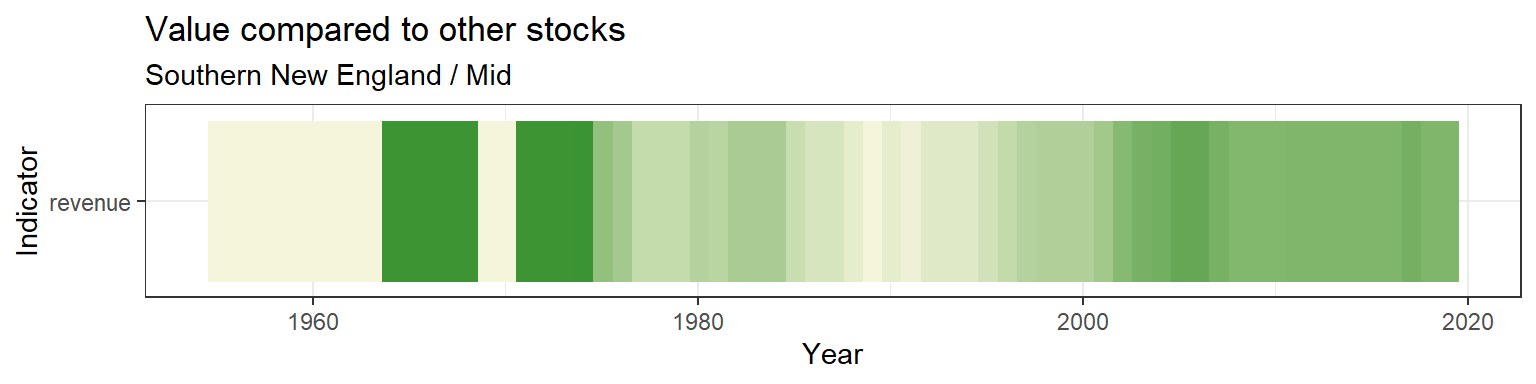 Value compared to other stocks
Southern New England / Mid
Indicator
revenue
1960 1980 2000 2020
Year